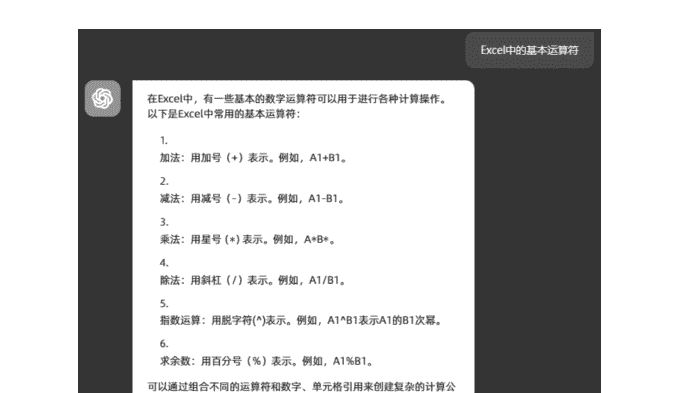 Excel中的基本运算符
在Excel中，有一些基本的数学运算符可以用于进行各种计算操作。
以下是Excel中常用的基本运算符：
1.
加法：用加号（+）表示。例如，A1+B1。
2.
减法：用减号（-）表示。例如，A1-B1。
3.
乘法：用星号 (*) 表示。例如，A*B*。
4.
除法：用斜杠（/）表示。例如，A1/B1。
5.
指数运算：用脱字符(^)表示。例如，A1^B1表示A1的B1次幂。
6.
求余数：用百分号（%）表示。例如，A1%B1。
可以通过组合不同的运算符和数字、单元格引用来创建复杂的计算公